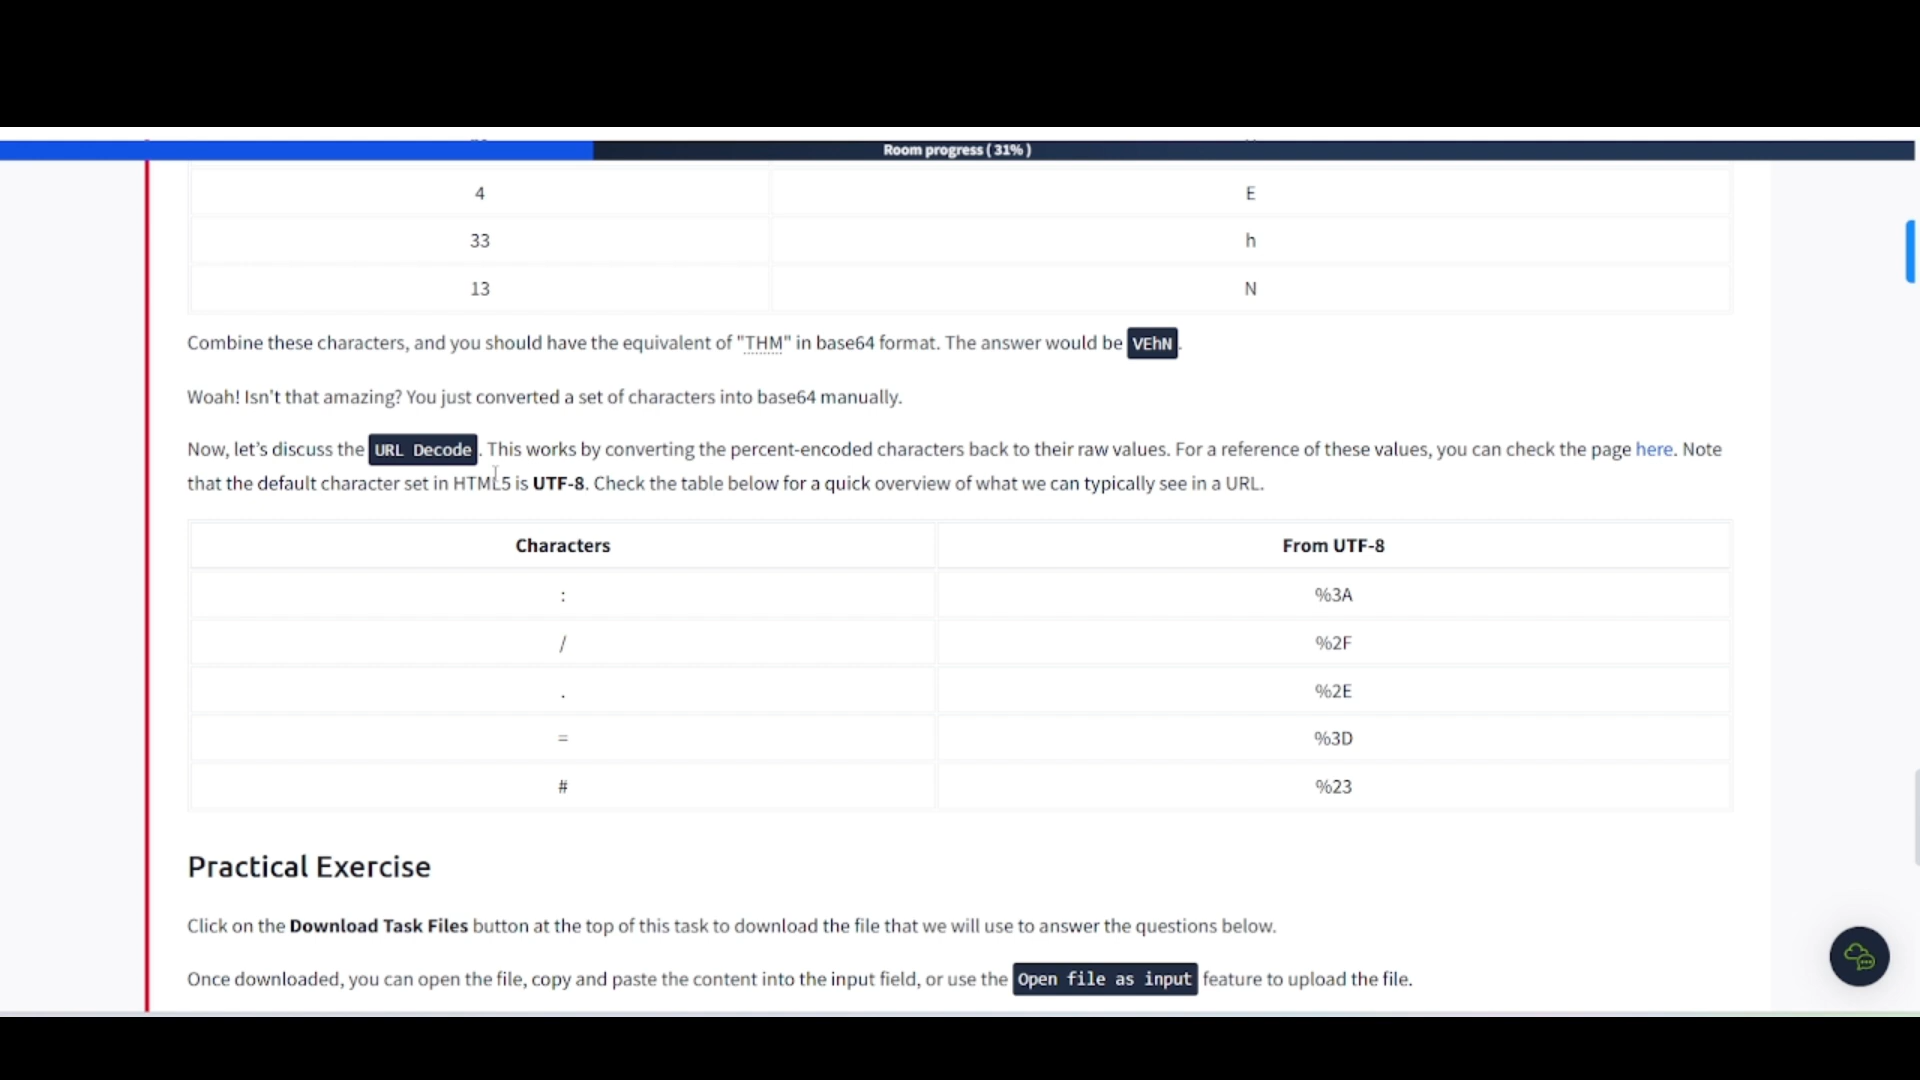 Room progress ( 31% )
4 E
33 h
13 N
Combine these characters, and you should have the equivalent of "THM" in base64 format. The answer would be VEhN.
Woah! Isn't that amazing? You just converted a set of characters into base64 manually.
Now, let's discuss the URL Decode. This works by converting the percent-encoded characters back to their raw values. For a reference of these values, you can check the page here. Note
that the default character set in HTML5 is UTF-8. Check the table below for a quick overview of what we can typically see in a URL.
Characters From UTF-8
: %3A
/ %2F
. %2E
= %3D
# %23
Practical Exercise
Click on the Download Task Files button at the top of this task to download the file that we will use to answer the questions below.
Once downloaded, you can open the file, copy and paste the content into the input field, or use the Open file as input feature to upload the file.